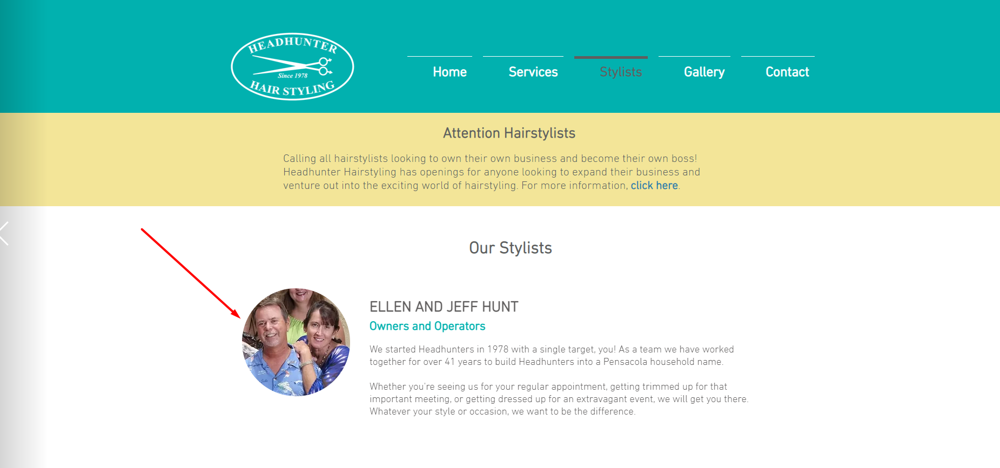 HEADHUNTER
Since 1978
HAIR STYLING
Home
Services
Stylists
Gallery
Contact
Attention Hairstylists
Calling all hairstylists looking to own their own business and become their own boss!
Headhunter Hairstyling has openings for anyone looking to expand their business and
venture out into the exciting world of hairstyling. For more information, click here.
Our Stylists
ELLEN AND JEFF HUNT
Owners and Operators
We started Headhunters in 1978 with a single target, you! As a team we have worked
together for over 41 years to build Headhunters into a Pensacola household name.
Whether you're seeing us for your regular appointment, getting trimmed up for that
important meeting, or getting dressed up for an extravagant event, we will get you there.
Whatever your style or occasion, we want to be the difference.